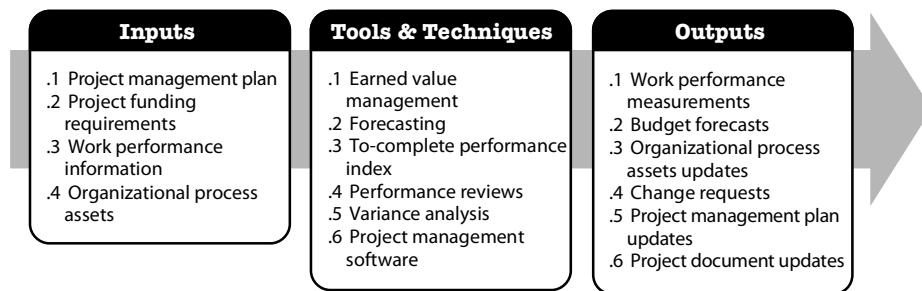 Inputs
.1 Project management plan
.2 Project funding
requirements
.3 Work performance
information
.4 Organizational process
assets
Tools & Techniques
.1 Earned value
management
.2 Forecasting
.3 To-complete performance
index
.4 Performance reviews
.5 Variance analysis
.6 Project management
software
Outputs
.1 Work performance
measurements
.2 Budget forecasts
.3 Organizational process
assets updates
.4 Change requests
.5 Project management plan
updates
.6 Project document updates